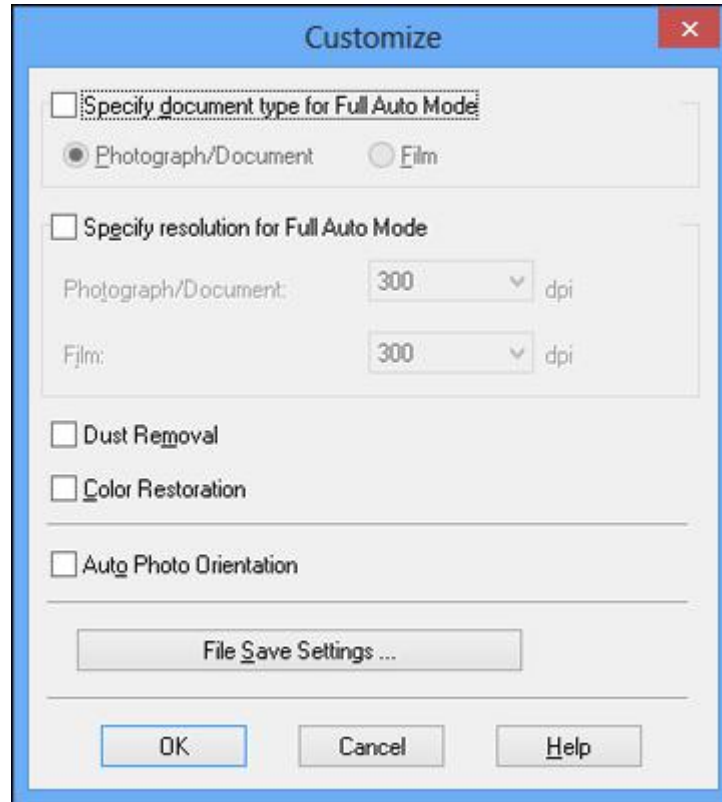 Customize
Specify document type for Full Auto Mode
Photograph/Document Film
Specify resolution for Full Auto Mode
Photograph/Document: 300 dpi
Film: 300 dpi
Dust Removal
Color Restoration
Auto Photo Orientation
File Save Settings ...
OK Cancel Help